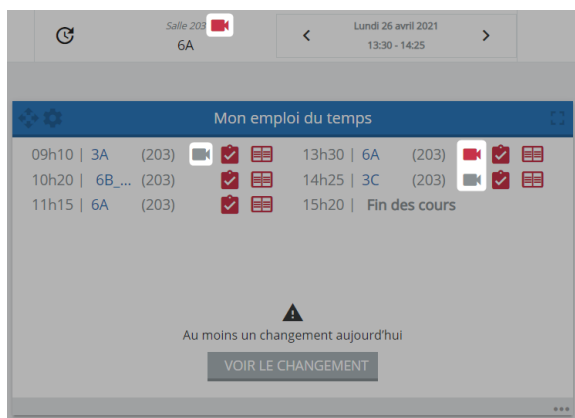 Salle 203
6A
Lundi 26 avril 2021
13:30 - 14:25
Mon emploi du temps
09h10 | 3A (203)
10h20 | 6B_... (203)
11h15 | 6A (203)
13h30 | 6A (203)
14h25 | 3C (203)
15h20 | Fin des cours
Au moins un changement aujourd'hui
VOIR LE CHANGEMENT